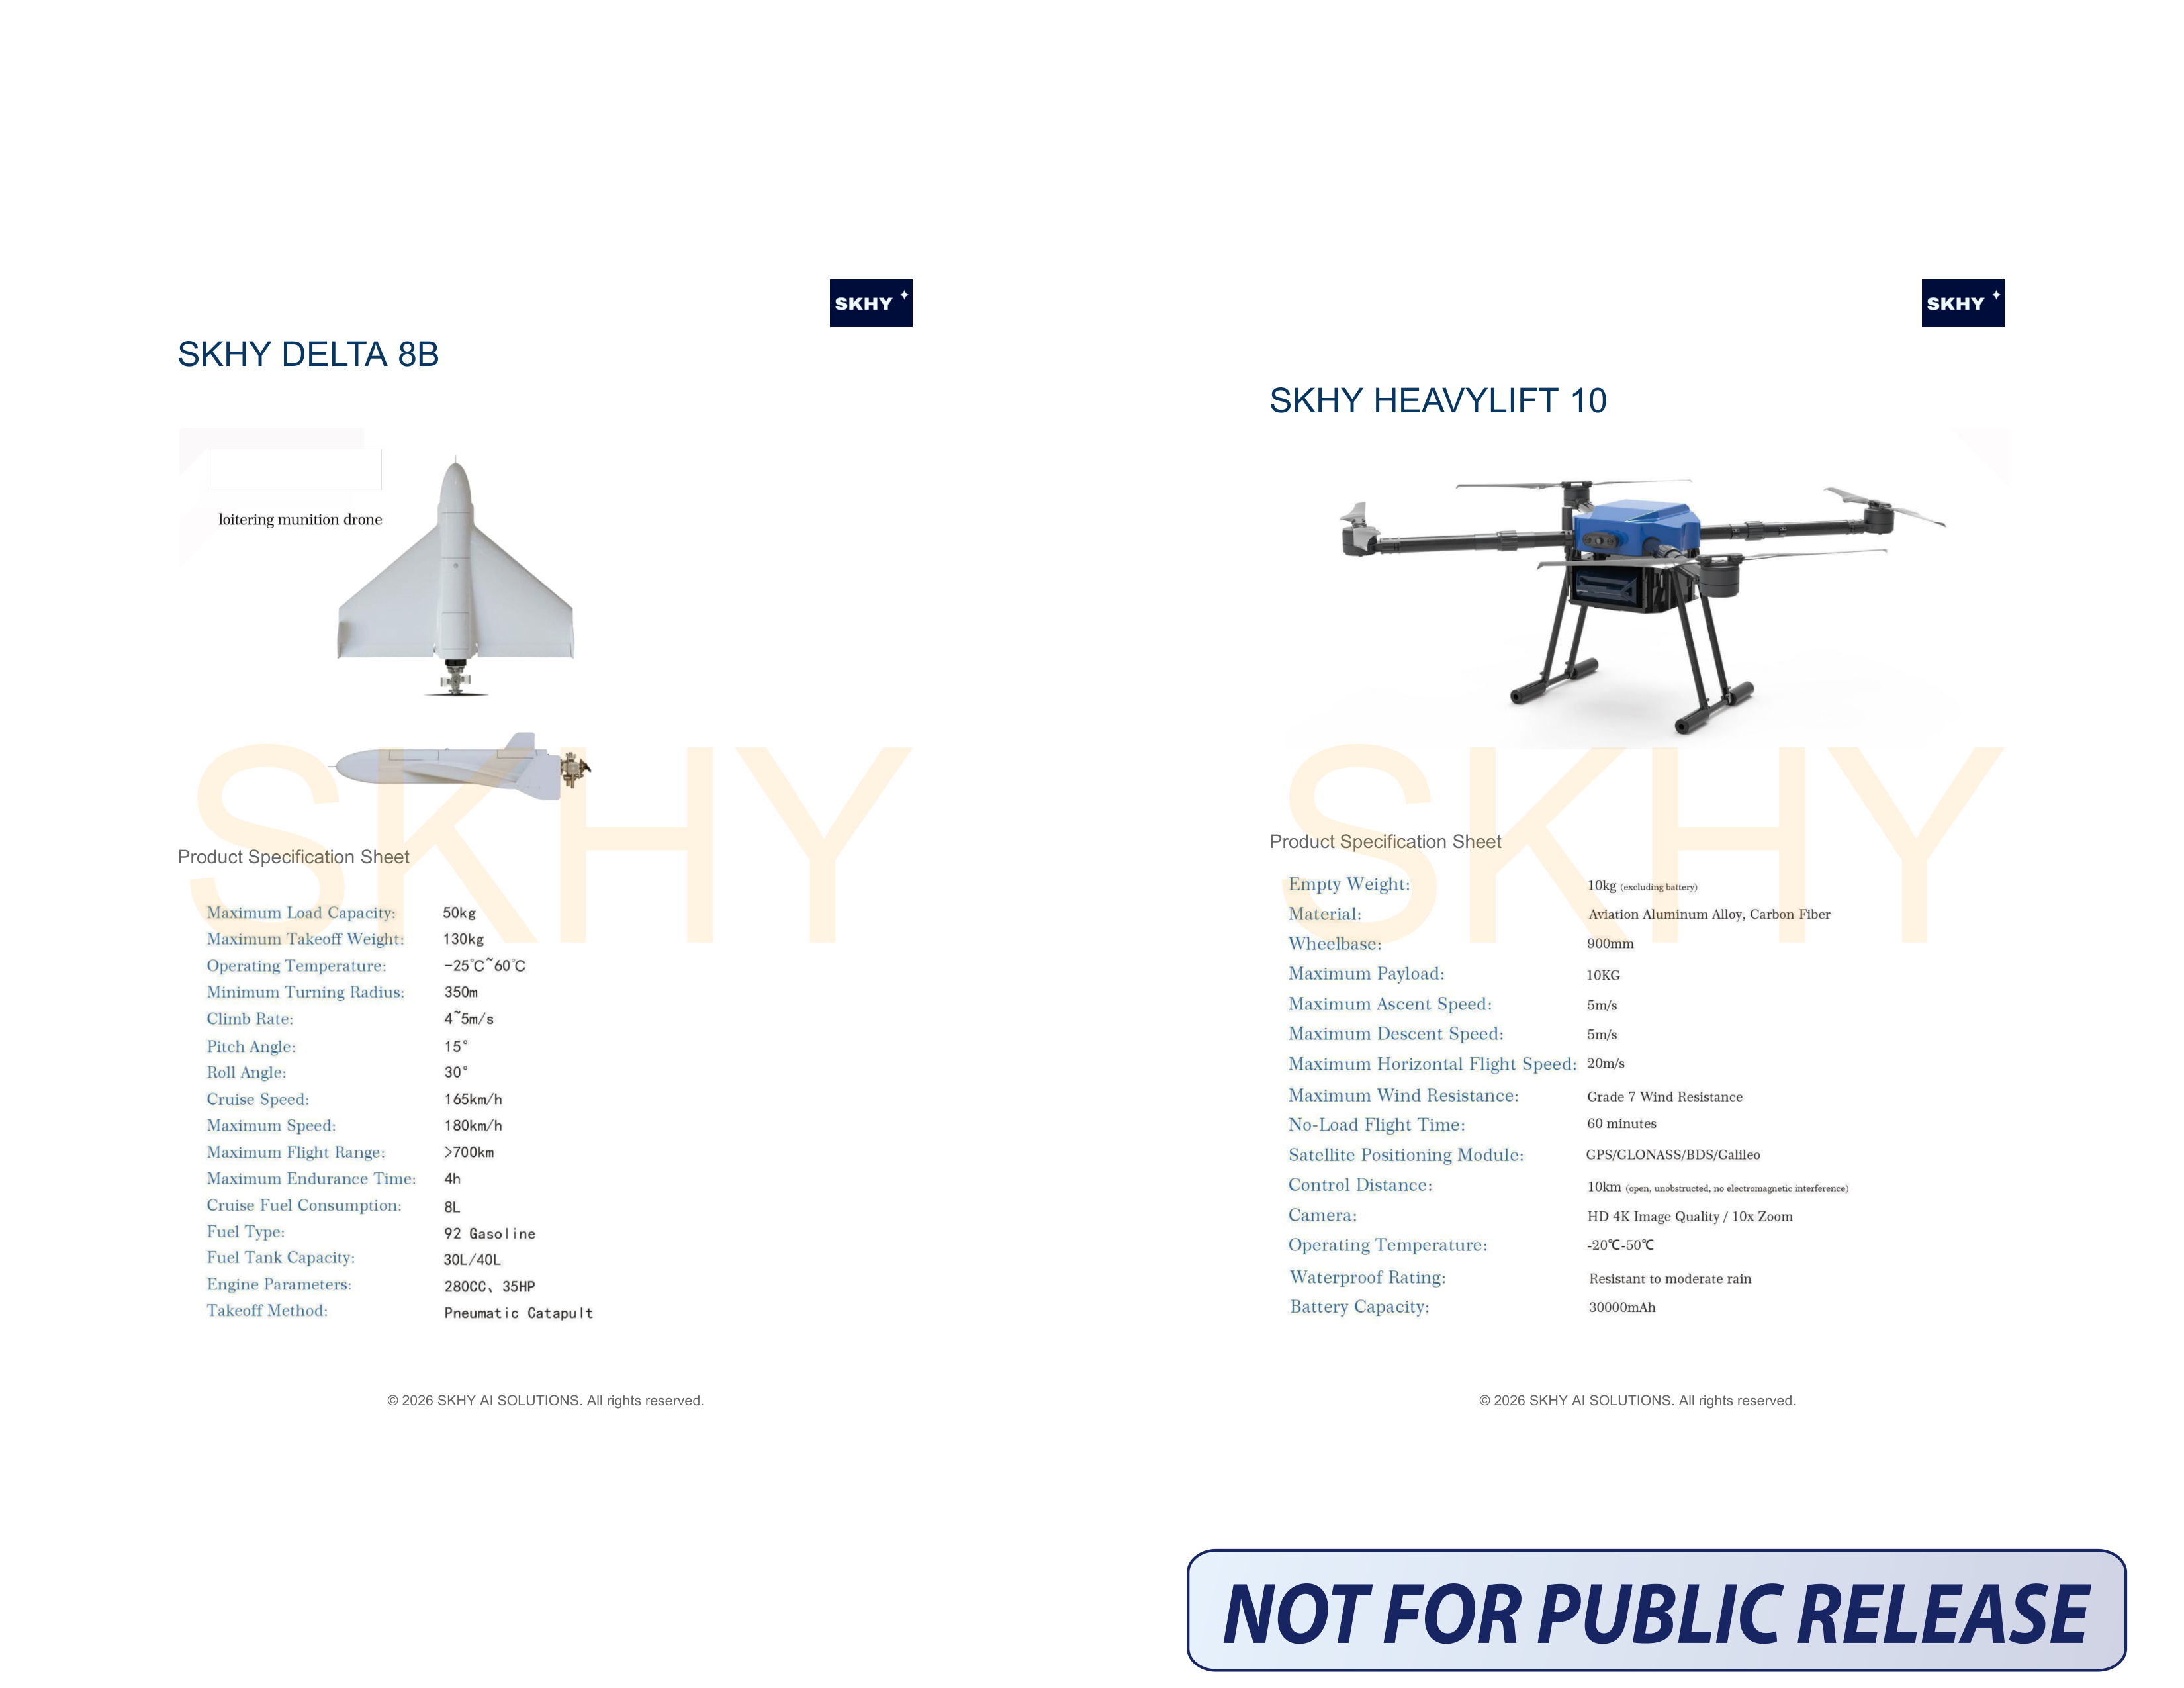 SKHY
SKHY DELTA 8B
loitering munition drone
SKHY
Product Specification Sheet
Maximum Load Capacity: 50kg
Maximum Takeoff Weight: 130kg
Operating Temperature: -25℃~60℃
Minimum Turning Radius: 350m
Climb Rate: 4~5m/s
Pitch Angle: 15°
Roll Angle: 30°
Cruise Speed: 165km/h
Maximum Speed: 180km/h
Maximum Flight Range: >700km
Maximum Endurance Time: 4h
Cruise Fuel Consumption: 8L
Fuel Type: 92 Gasoline
Fuel Tank Capacity: 30L/40L
Engine Parameters: 280CC、35HP
Takeoff Method: Pneumatic Catapult
© 2026 SKHY AI SOLUTIONS. All rights reserved.
SKHY
SKHY HEAVYLIFT 10
SKHY
Product Specification Sheet
Empty Weight: 10kg (excluding battery)
Material: Aviation Aluminum Alloy, Carbon Fiber
Wheelbase: 900mm
Maximum Payload: 10KG
Maximum Ascent Speed: 5m/s
Maximum Descent Speed: 5m/s
Maximum Horizontal Flight Speed: 20m/s
Maximum Wind Resistance: Grade 7 Wind Resistance
No-Load Flight Time: 60 minutes
Satellite Positioning Module: GPS/GLONASS/BDS/Galileo
Control Distance: 10km (open, unobstructed, no electromagnetic interference)
Camera: HD 4K Image Quality / 10x Zoom
Operating Temperature: -20℃-50℃
Waterproof Rating: Resistant to moderate rain
Battery Capacity: 30000mAh
© 2026 SKHY AI SOLUTIONS. All rights reserved.
NOT FOR PUBLIC RELEASE